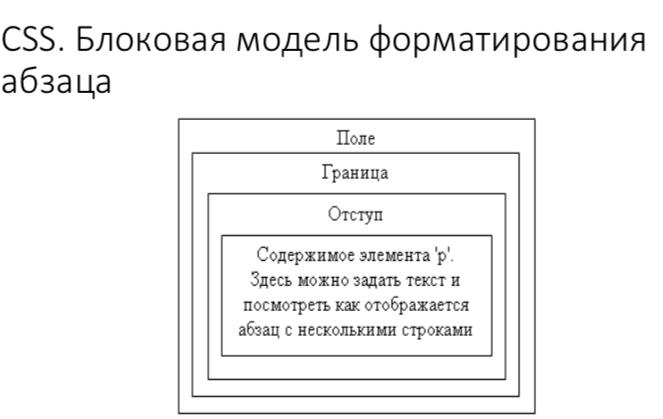 CSS. Блоковая модель форматирования
абзаца
Поле
Граница
Отступ
Содержимое элемента 'p'.
Здесь можно задать текст и
посмотреть как отображается
абзац с несколькими строками